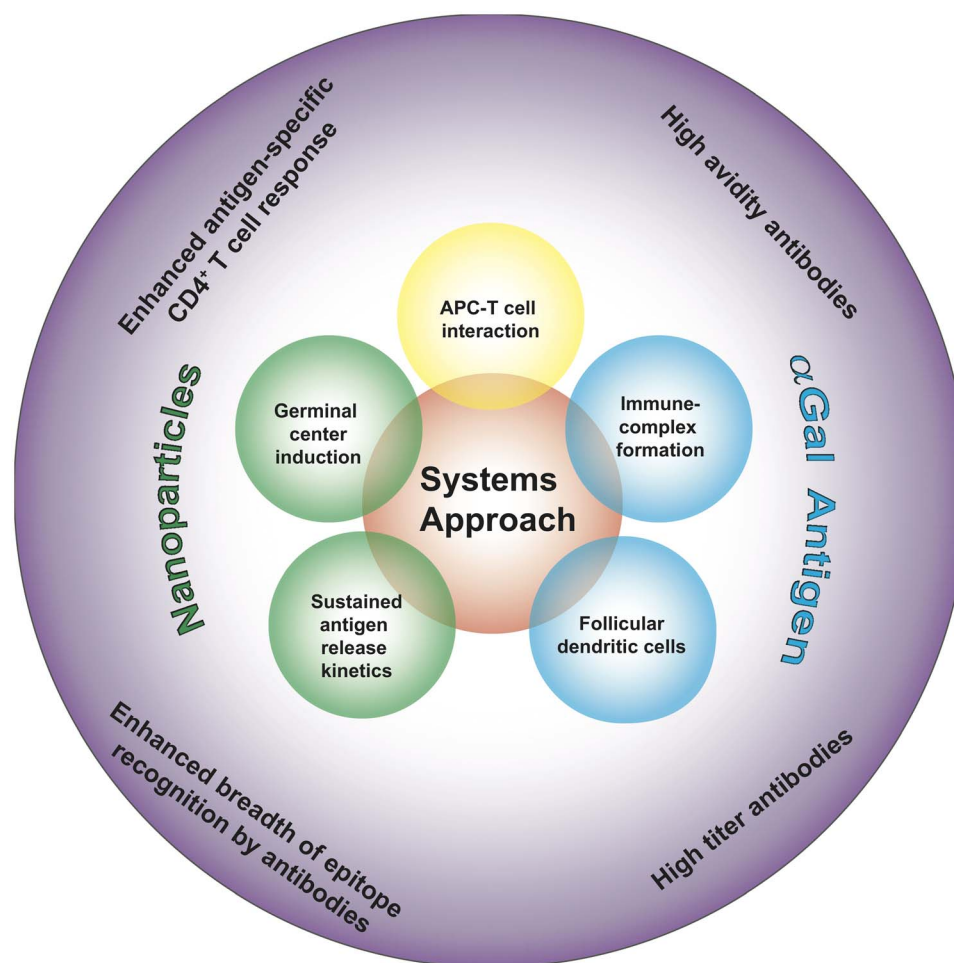 Enhanced antigen-specific
CD4⁺ T cell response
High avidity antibodies
APC-T cell
interaction
Germinal
center
induction
Immune-
complex
formation
Nanoparticles
αGal Antigen
Systems
Approach
Sustained
antigen
release
kinetics
Follicular
dendritic cells
Enhanced breadth of epitope
recognition by antibodies
High titer antibodies